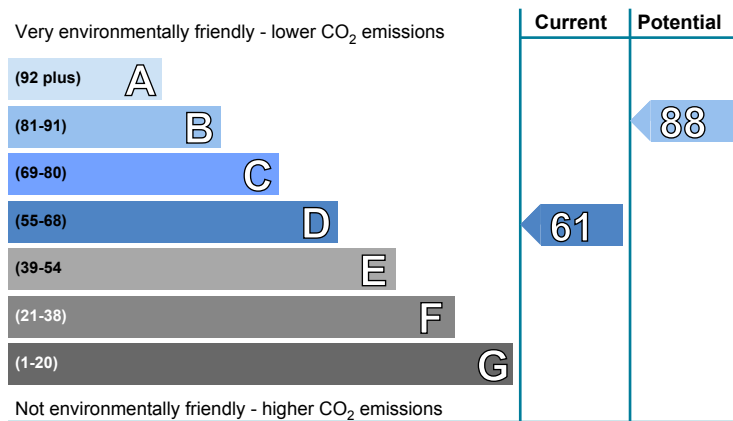 Very environmentally friendly - lower CO2 emissions
Current Potential
(92 plus) A
(81-91) B
88
(69-80) C
(55-68) D
61
(39-54 E
(21-38) F
(1-20) G
Not environmentally friendly - higher CO2 emissions